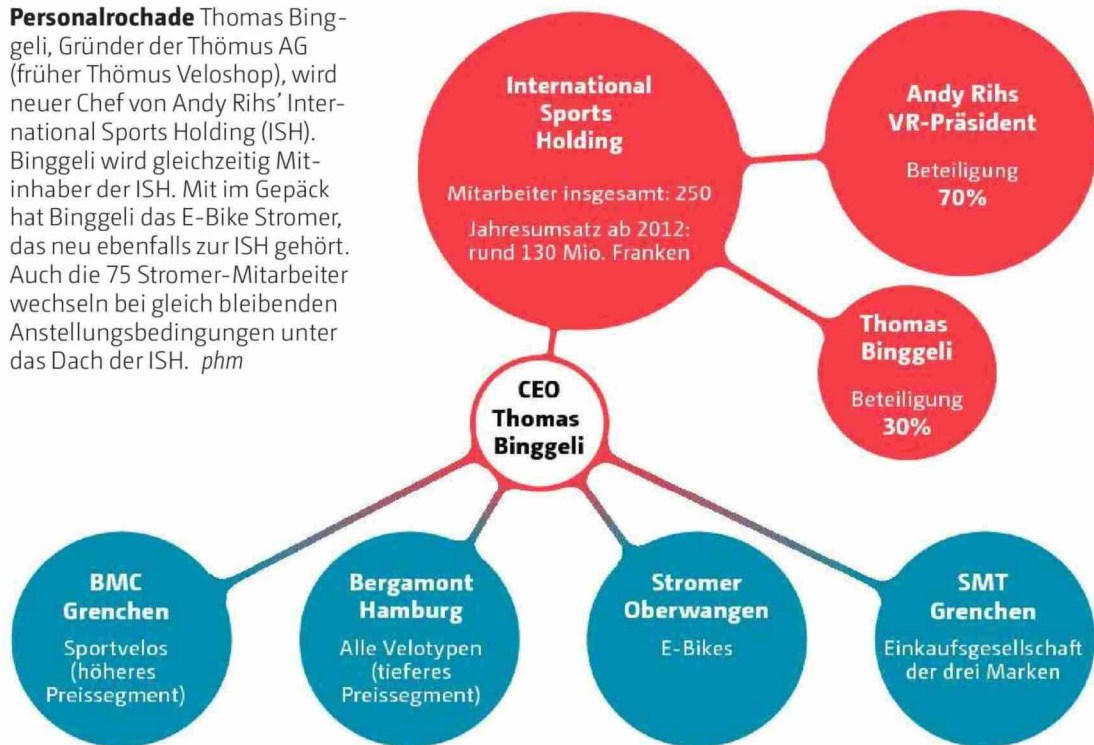 Personalrochade Thomas Bing-
geli, Gründer der Thömus AG
(früher Thömus Veloshop), wird
neuer Chef von Andy Rihs’ Inter-
national Sports Holding (ISH).
Binggeli wird gleichzeitig Mit-
inhaber der ISH. Mit im Gepäck
hat Binggeli das E-Bike Stromer,
das neu ebenfalls zur ISH gehört.
Auch die 75 Stromer-Mitarbeiter
wechseln bei gleich bleibenden
Anstellungsbedingungen unter
das Dach der ISH. phm
International
Sports
Holding
Mitarbeiter insgesamt: 250
Jahresumsatz ab 2012:
rund 130 Mio. Franken
Andy Rihs
VR-Präsident
Beteiligung
70%
Thomas
Binggeli
Beteiligung
30%
CEO
Thomas
Binggeli
BMC
Grenchen
Sportvelos
(höheres
Preissegment)
Bergamont
Hamburg
Alle Velotypen
(tieferes
Preissegment)
Stromer
Oberwangen
E-Bikes
SMT
Grenchen
Einkaufsgesellschaft
der drei Marken